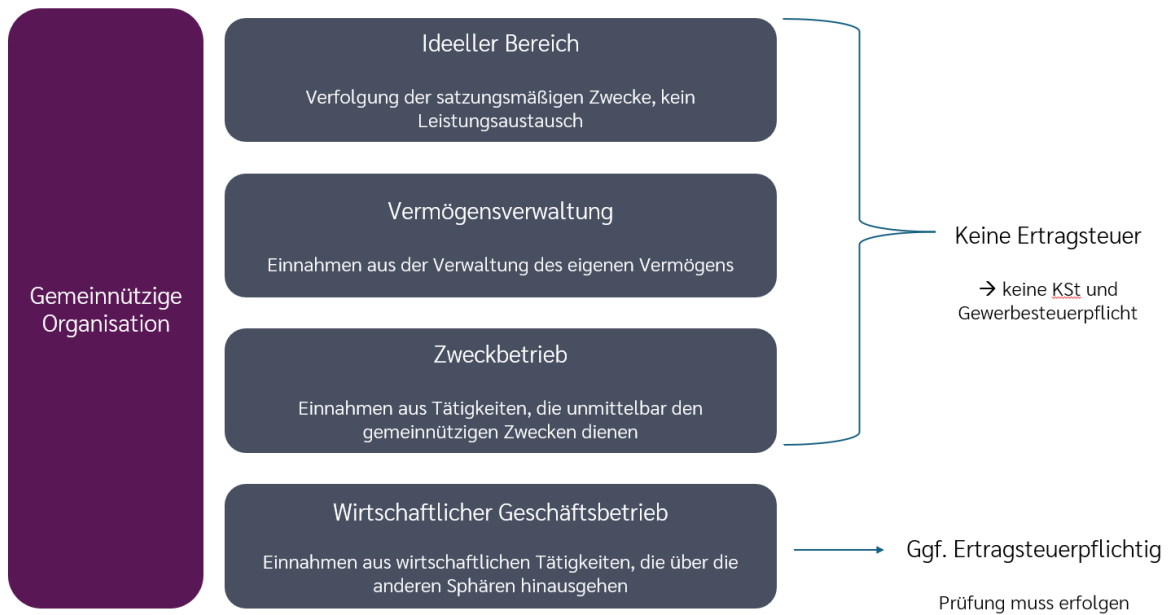 Gemeinnützige
Organisation
Ideeller Bereich
Verfolgung der satzungsmäßigen Zwecke, kein
Leistungsaustausch
Vermögensverwaltung
Einnahmen aus der Verwaltung des eigenen Vermögens
Zweckbetrieb
Einnahmen aus Tätigkeiten, die unmittelbar den
gemeinnützigen Zwecken dienen
Wirtschaftlicher Geschäftsbetrieb
Einnahmen aus wirtschaftlichen Tätigkeiten, die über die
anderen Sphären hinausgehen
Keine Ertragsteuer
→ keine KSt und
Gewerbesteuerpflicht
Ggf. Ertragsteuerpflichtig
Prüfung muss erfolgen